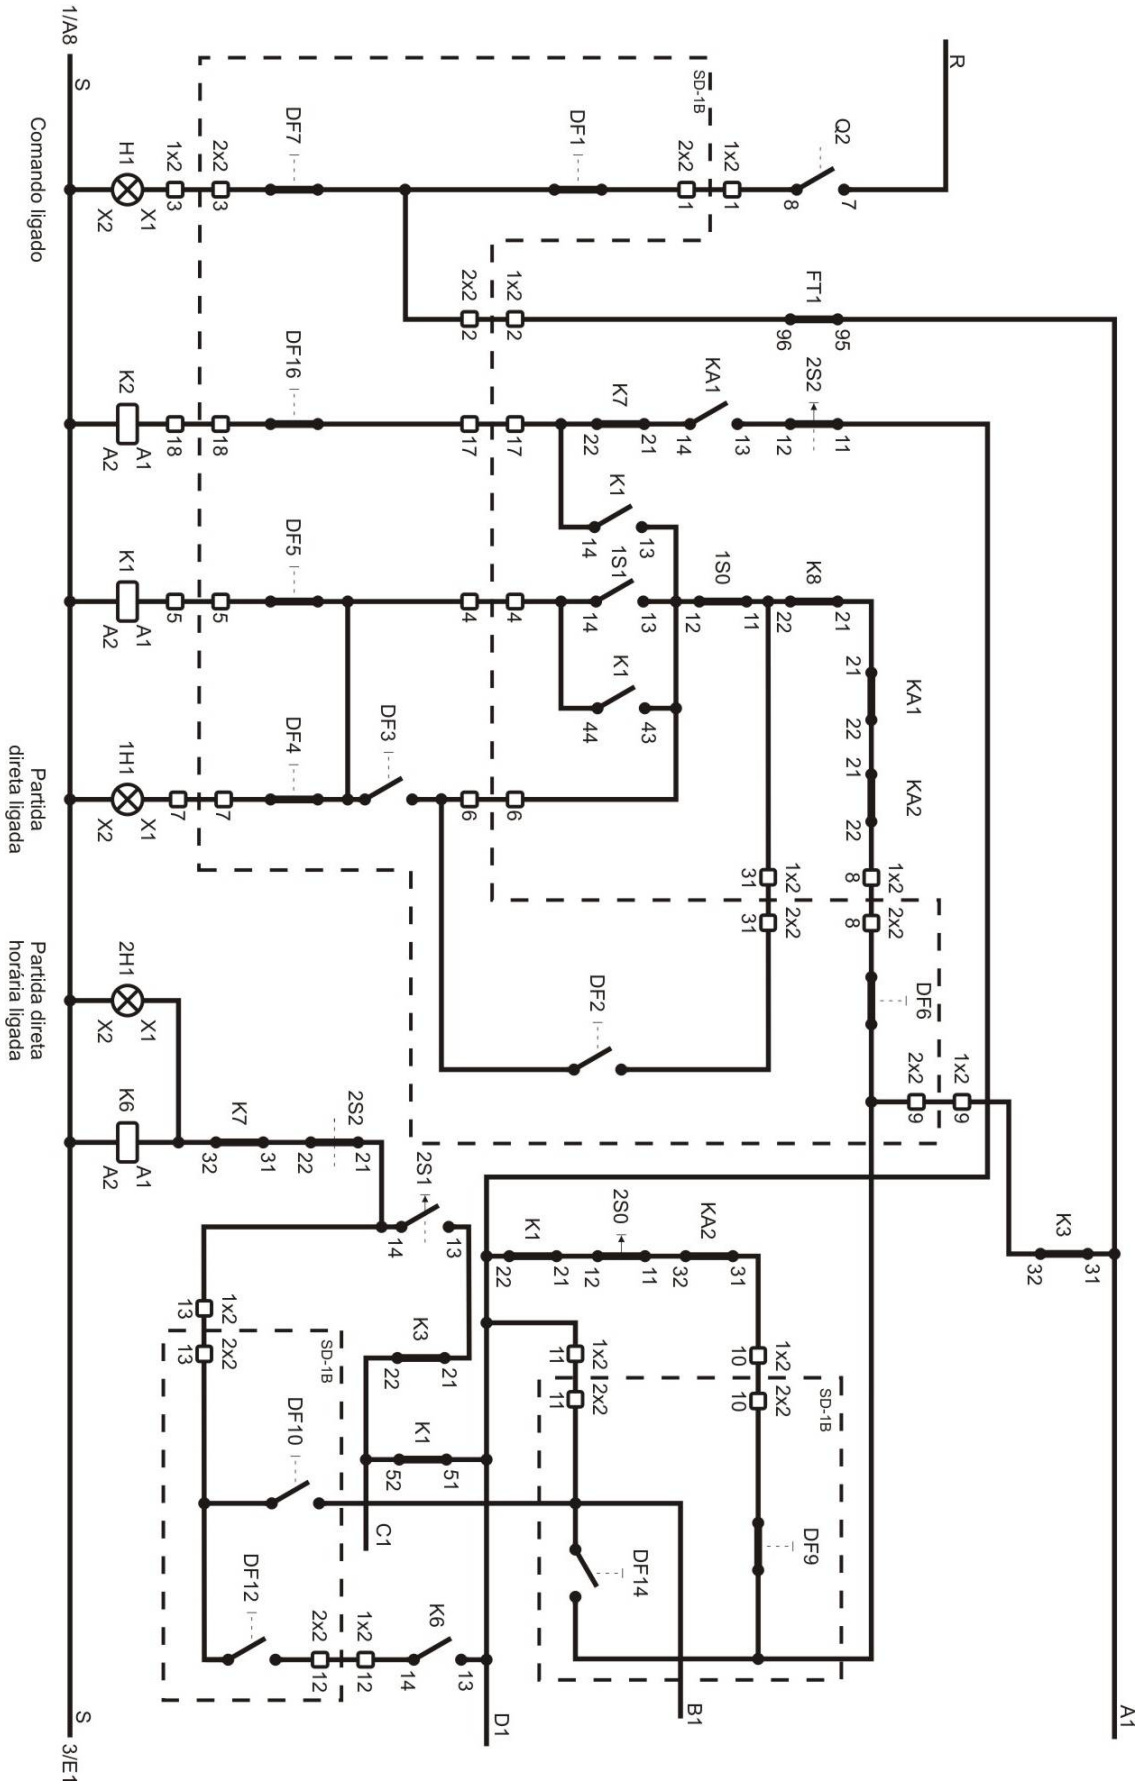 1/A8
S
R
Comando ligado
H1
X1
X2
1x2
3
2x2
3
DF7
DF1
SD-1B
2x2
1
1x2
1
Q2
8
7
2x2
2
1x2
2
FT1
96
95
K2
A1
A2
18
18
DF16
17
17
K7
22
21
KA1
14
13
2S2
12
11
K1
14
13
K1
A1
A2
5
5
DF5
4
4
1S1
14
13
1S0
12
11
K8
22
21
K1
44
43
KA1
21
22
KA2
21
22
Partida
direta ligada
1H1
X1
X2
7
7
DF4
DF3
6
6
1x2
31
2x2
31
1x2
8
2x2
8
DF6
DF2
2x2
9
1x2
9
Partida direta
horária ligada
2H1
X1
X2
K6
A1
A2
K7
32
31
2S2
22
21
2S1
14
13
K1
22
21
2S0
12
11
KA2
32
31
K3
32
31
1x2
13
2x2
13
SD-1B
K3
22
21
K1
52
51
1x2
11
2x2
11
1x2
10
2x2
10
SD-1B
DF10
C1
DF14
DF9
DF12
2x2
12
1x2
12
K6
14
13
D1
B1
A1
S
3/E1